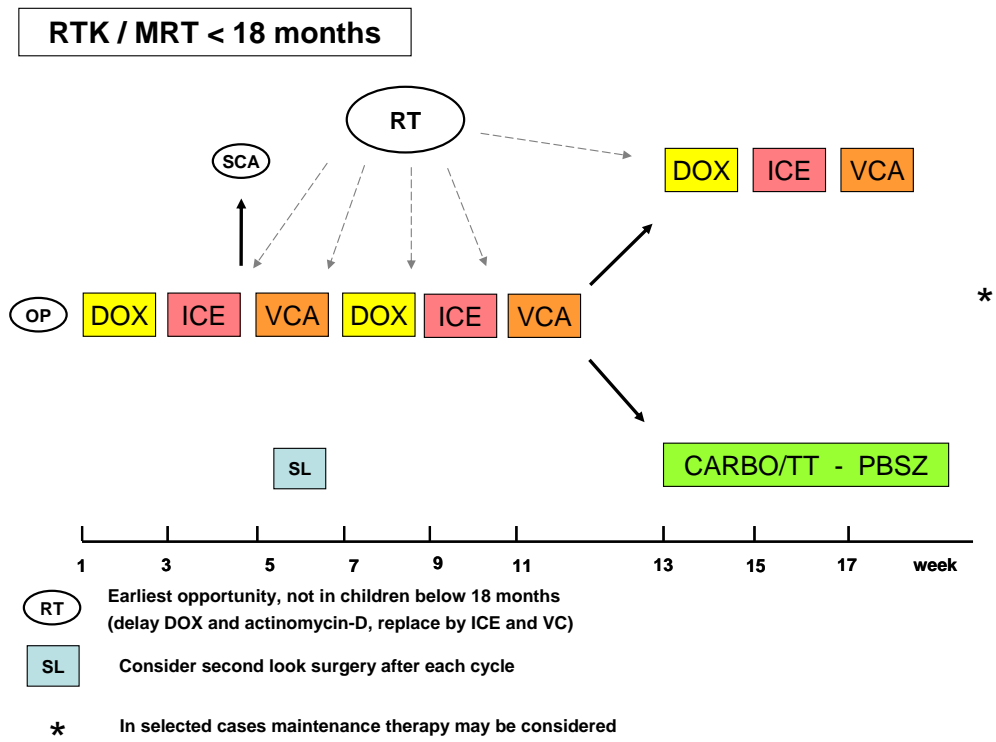 RTK / MRT < 18 months
RT
SCA
DOX ICE VCA
OP DOX ICE VCA DOX ICE VCA *
SL CARBO/TT - PBSZ
1 3 5 7 9 11 13 15 17 week
RT Earliest opportunity, not in children below 18 months
(delay DOX and actinomycin-D, replace by ICE and VC)
SL Consider second look surgery after each cycle
* In selected cases maintenance therapy may be considered